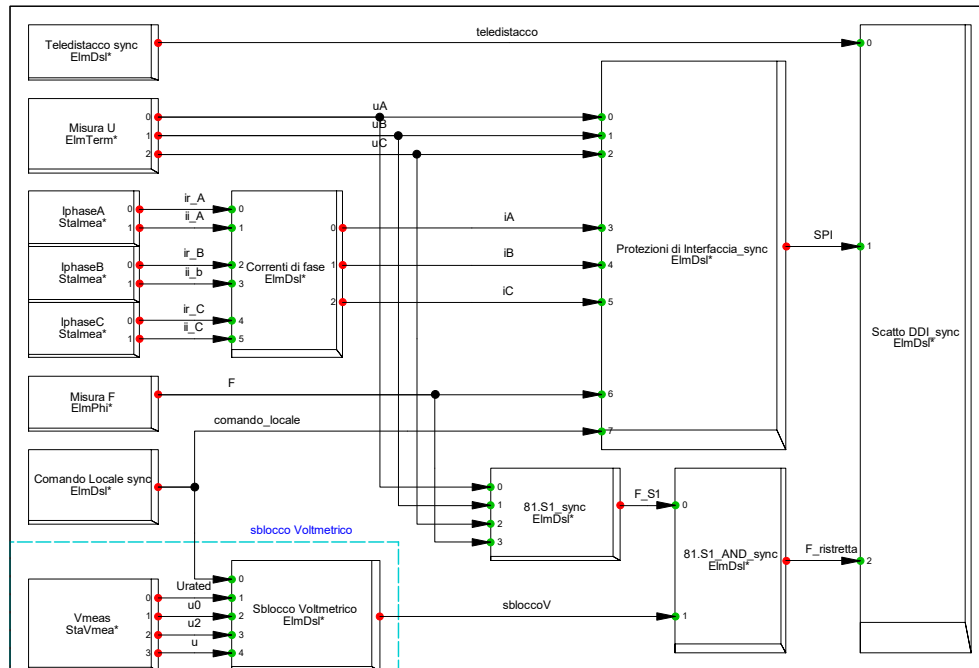 Teledistacco sync
ElmDsl*
teledistacco
0
Misura U
ElmTerm*
0
1
2
uA
uB
uC
0
1
2
IphaseA
StaImea*
0
1
ir_A
ii_A
0
1
IphaseB
StaImea*
0
1
ir_B
ii_b
2
3
IphaseC
StaImea*
0
1
ir_C
ii_C
4
5
Correnti di fase
ElmDsl*
0
1
2
iA
iB
iC
3
4
5
Protezioni di Interfaccia_sync
ElmDsl*
SPI
1
Scatto DDI_sync
ElmDsl*
Misura F
ElmPhi*
F
6
comando_locale
7
Comando Locale sync
ElmDsl*
0
1
2
3
81.S1_sync
ElmDsl*
F_S1
0
81.S1_AND_sync
ElmDsl*
F_ristretta
2
sblocco Voltmetrico
Vmeas
StaVmea*
0
1
2
3
Urated
u0
u2
u
0
1
2
3
4
Sblocco Voltmetrico
ElmDsl*
sbloccoV
1